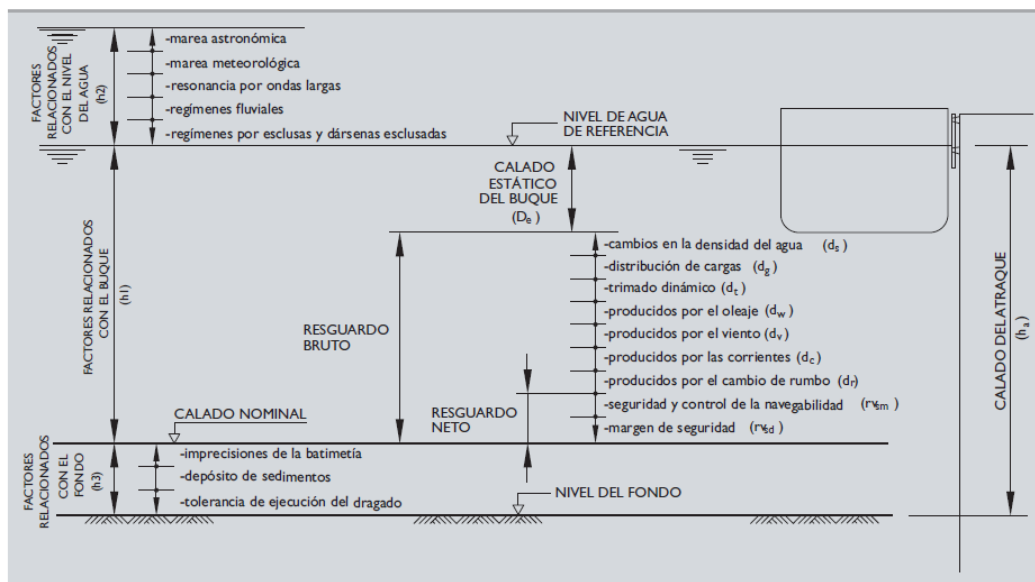 FACTORES
RELACIONADOS
CON EL NIVEL
DEL AGUA
(h2)
-marea astronómica
-marea meteorológica
-resonancia por ondas largas
-regímenes fluviales
-regímenes por esclusas y dársenas esclusadas
NIVEL DE AGUA
DE REFERENCIA
FACTORES RELACIONADOS
CON EL BUQUE
(h1)
CALADO
ESTÁTICO
DEL BUQUE
(De)
RESGUARDO
BRUTO
-cambios en la densidad del agua (ds)
-distribución de cargas (dg)
-trimado dinámico (dt)
-producidos por el oleaje (dw)
-producidos por el viento (dv)
-producidos por las corrientes (dc)
-producidos por el cambio de rumbo (dr)
-seguridad y control de la navegabilidad (rvsm)
-margen de seguridad (rvsd)
RESGUARDO
NETO
CALADO NOMINAL
FACTORES
RELACIONADOS
CON EL
FONDO
(h3)
-imprecisiones de la batimetía
-depósito de sedimentos
-tolerancia de ejecución del dragado
NIVEL DEL FONDO
CALADO DEL ATRAQUE
(ha)